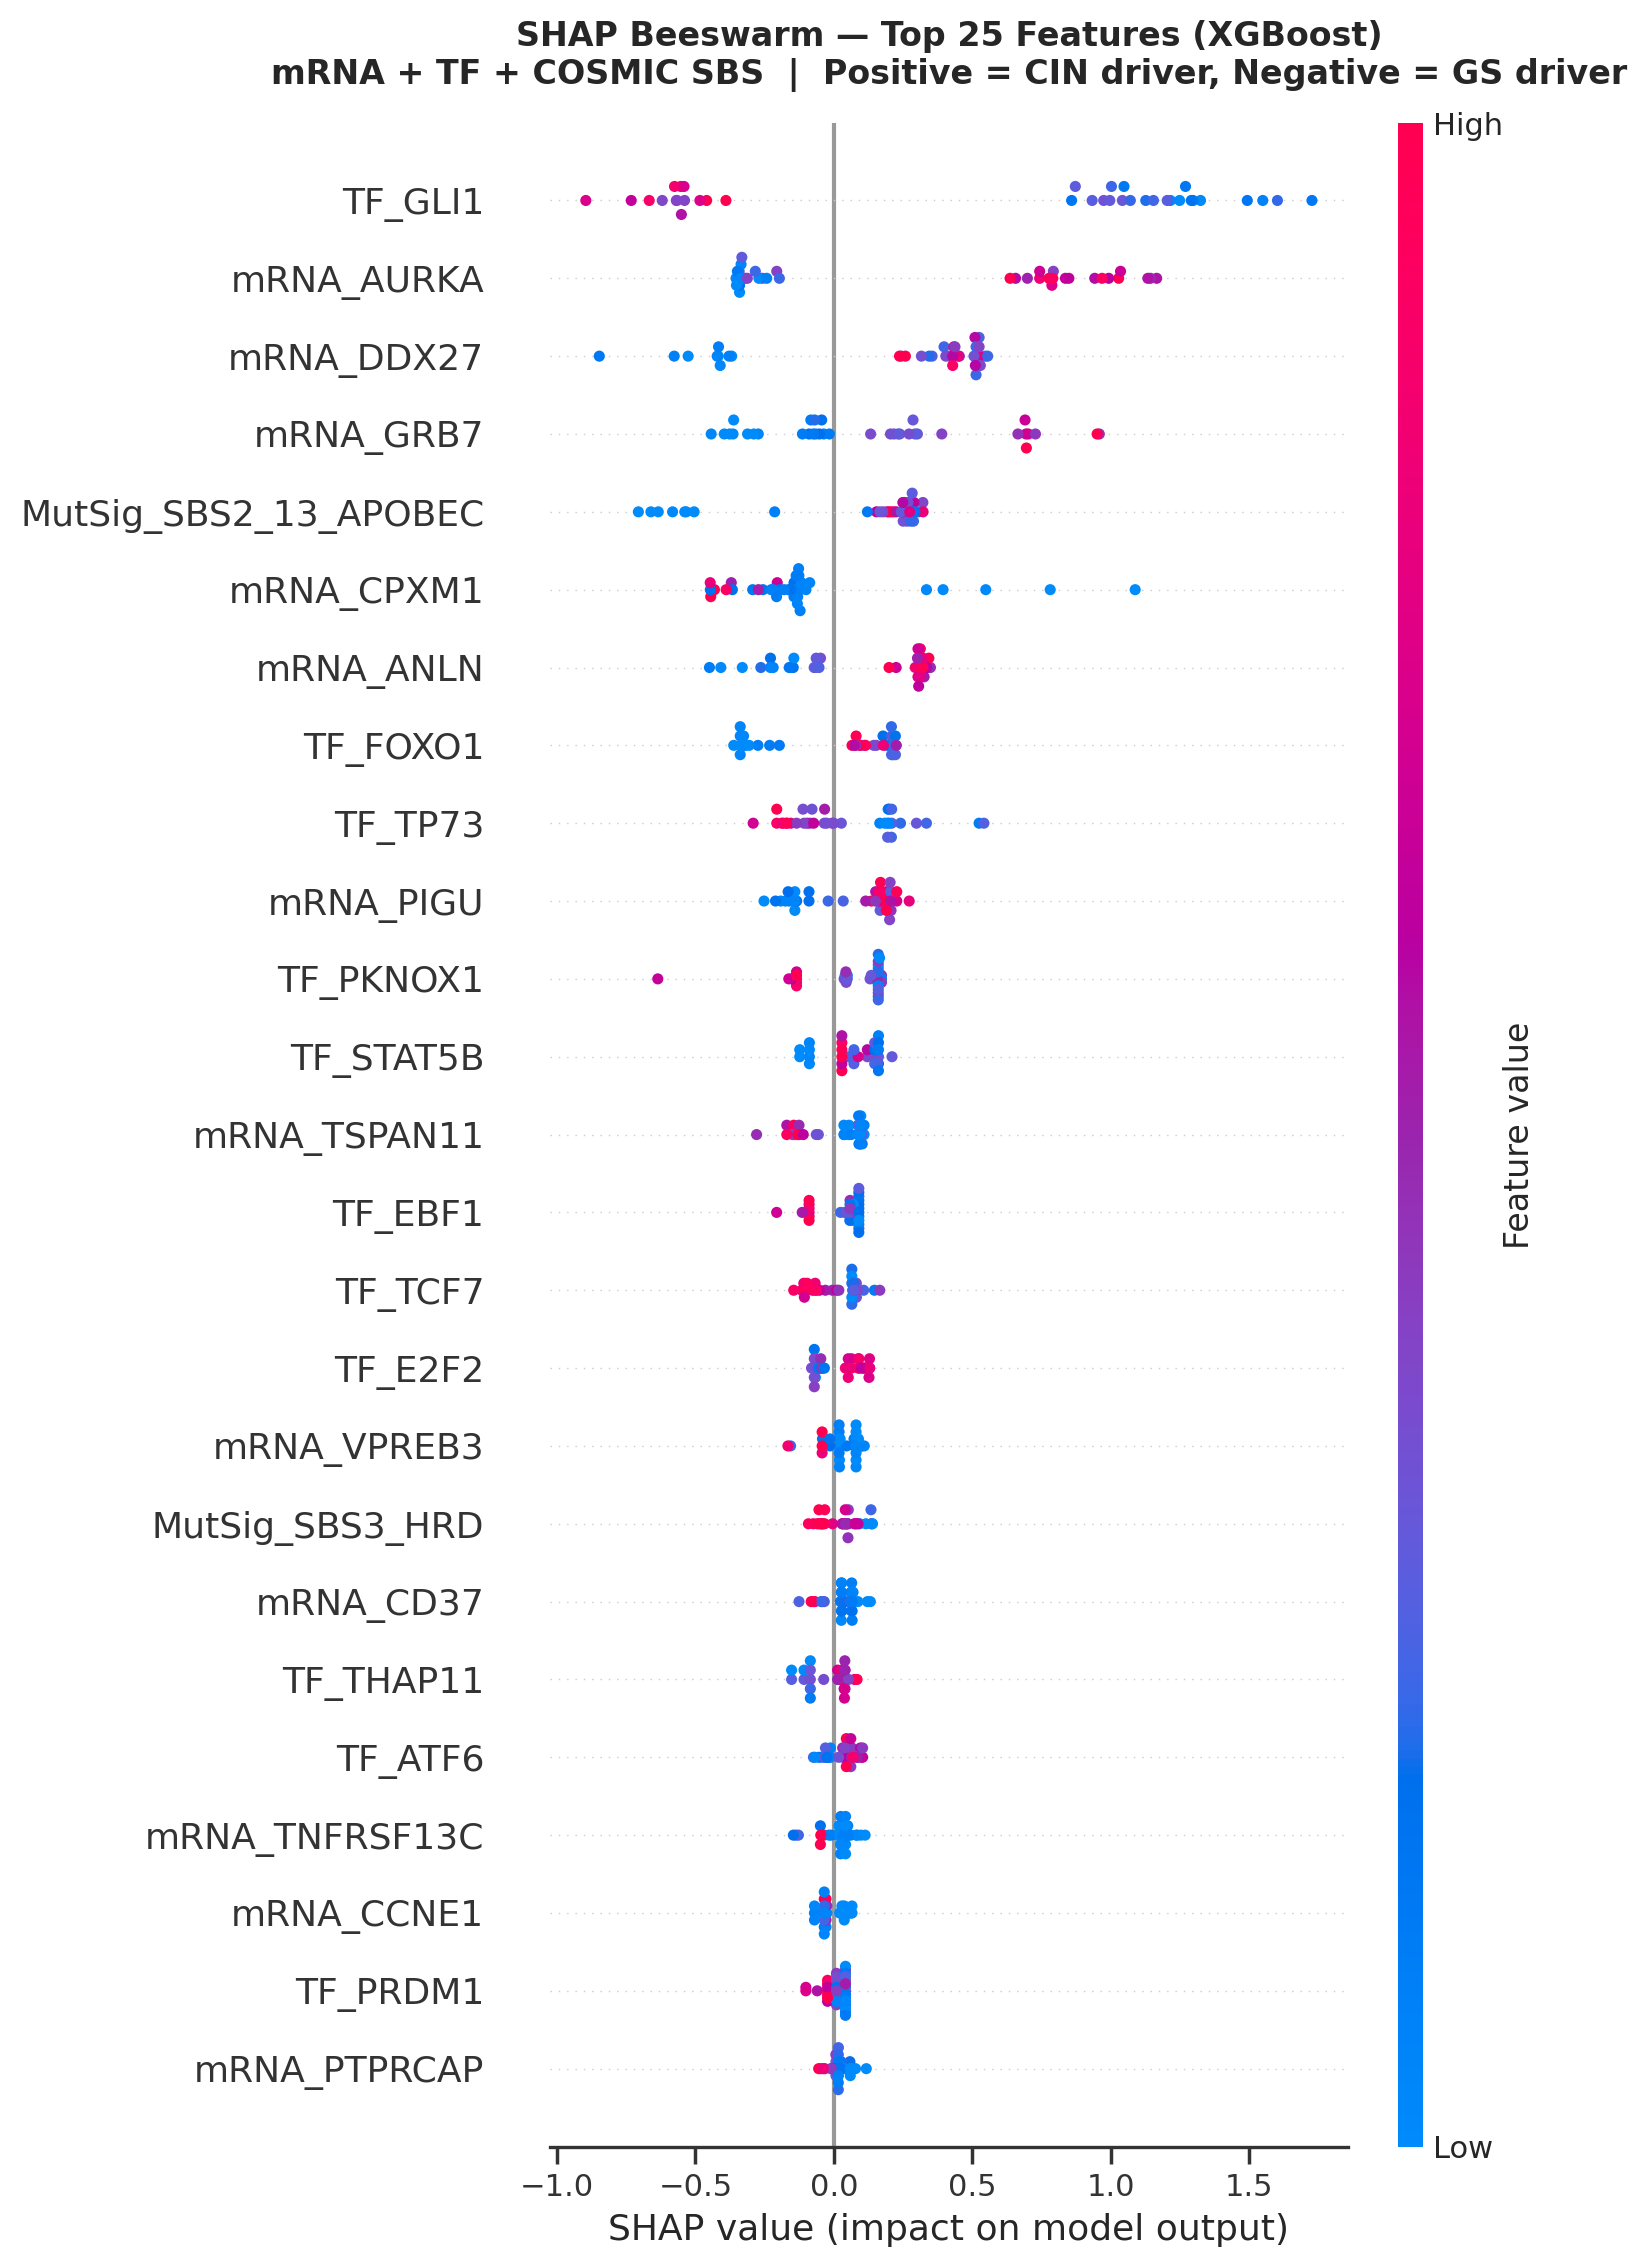 SHAP Beeswarm — Top 25 Features (XGBoost)
mRNA + TF + COSMIC SBS | Positive = CIN driver, Negative = GS driver
High
TF_GLI1
mRNA_AURKA
mRNA_DDX27
mRNA_GRB7
MutSig_SBS2_13_APOBEC
mRNA_CPXM1
mRNA_ANLN
TF_FOXO1
TF_TP73
mRNA_PIGU
TF_PKNOX1
TF_STAT5B
mRNA_TSPAN11
TF_EBF1
TF_TCF7
TF_E2F2
mRNA_VPREB3
MutSig_SBS3_HRD
mRNA_CD37
TF_THAP11
TF_ATF6
mRNA_TNFRSF13C
mRNA_CCNE1
TF_PRDM1
mRNA_PTPRCAP
Feature value
Low
−1.0 −0.5 0.0 0.5 1.0 1.5
SHAP value (impact on model output)